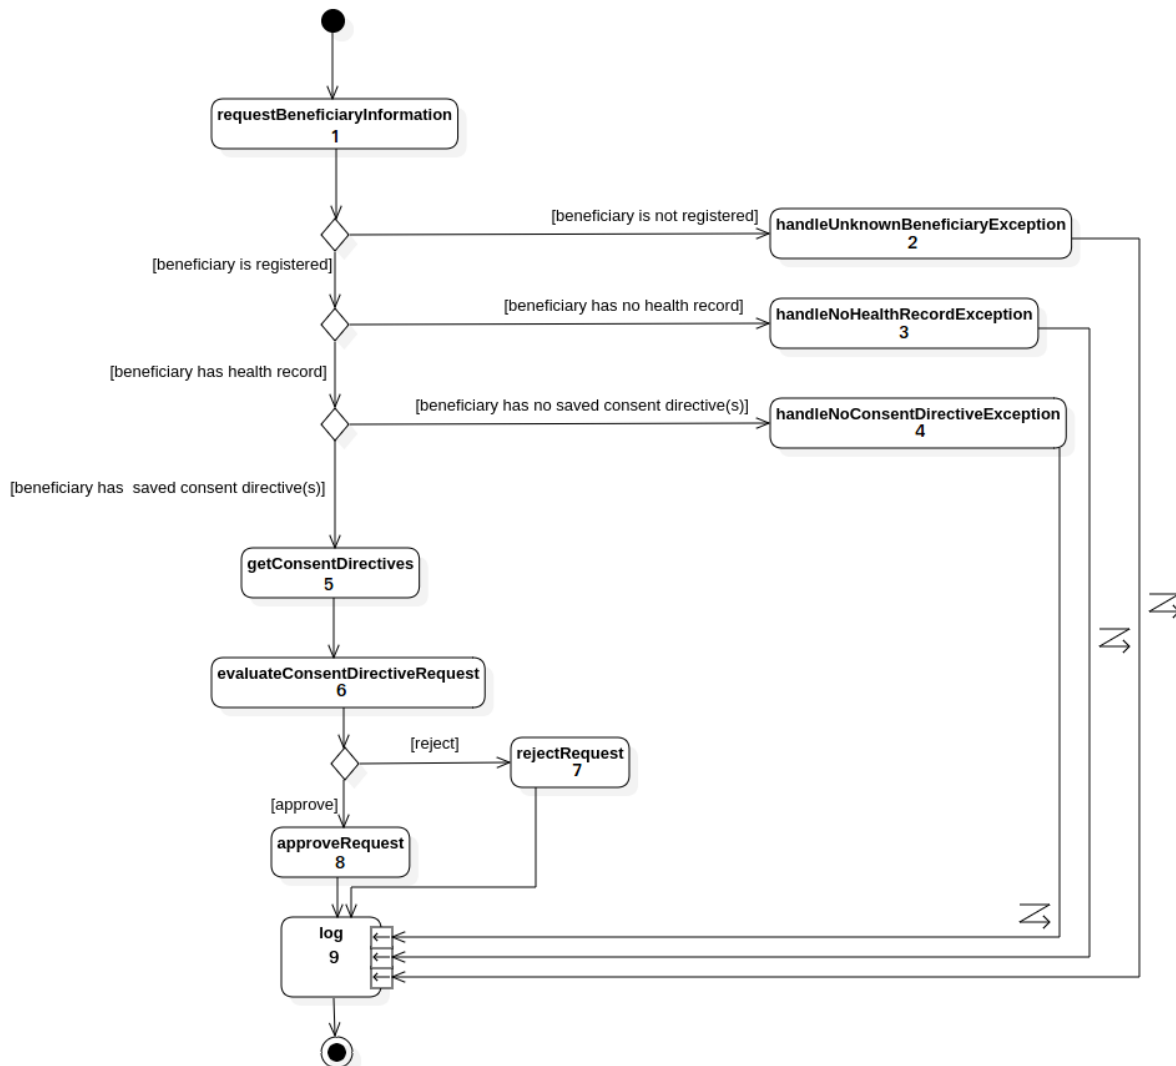 requestBeneficiaryInformation
1
[beneficiary is not registered]
handleUnknownBeneficiaryException
2
[beneficiary is registered]
[beneficiary has no health record]
handleNoHealthRecordException
3
[beneficiary has health record]
[beneficiary has no saved consent directive(s)]
handleNoConsentDirectiveException
4
[beneficiary has  saved consent directive(s)]
getConsentDirectives
5
evaluateConsentDirectiveRequest
6
[reject]
rejectRequest
7
[approve]
approveRequest
8
log
9